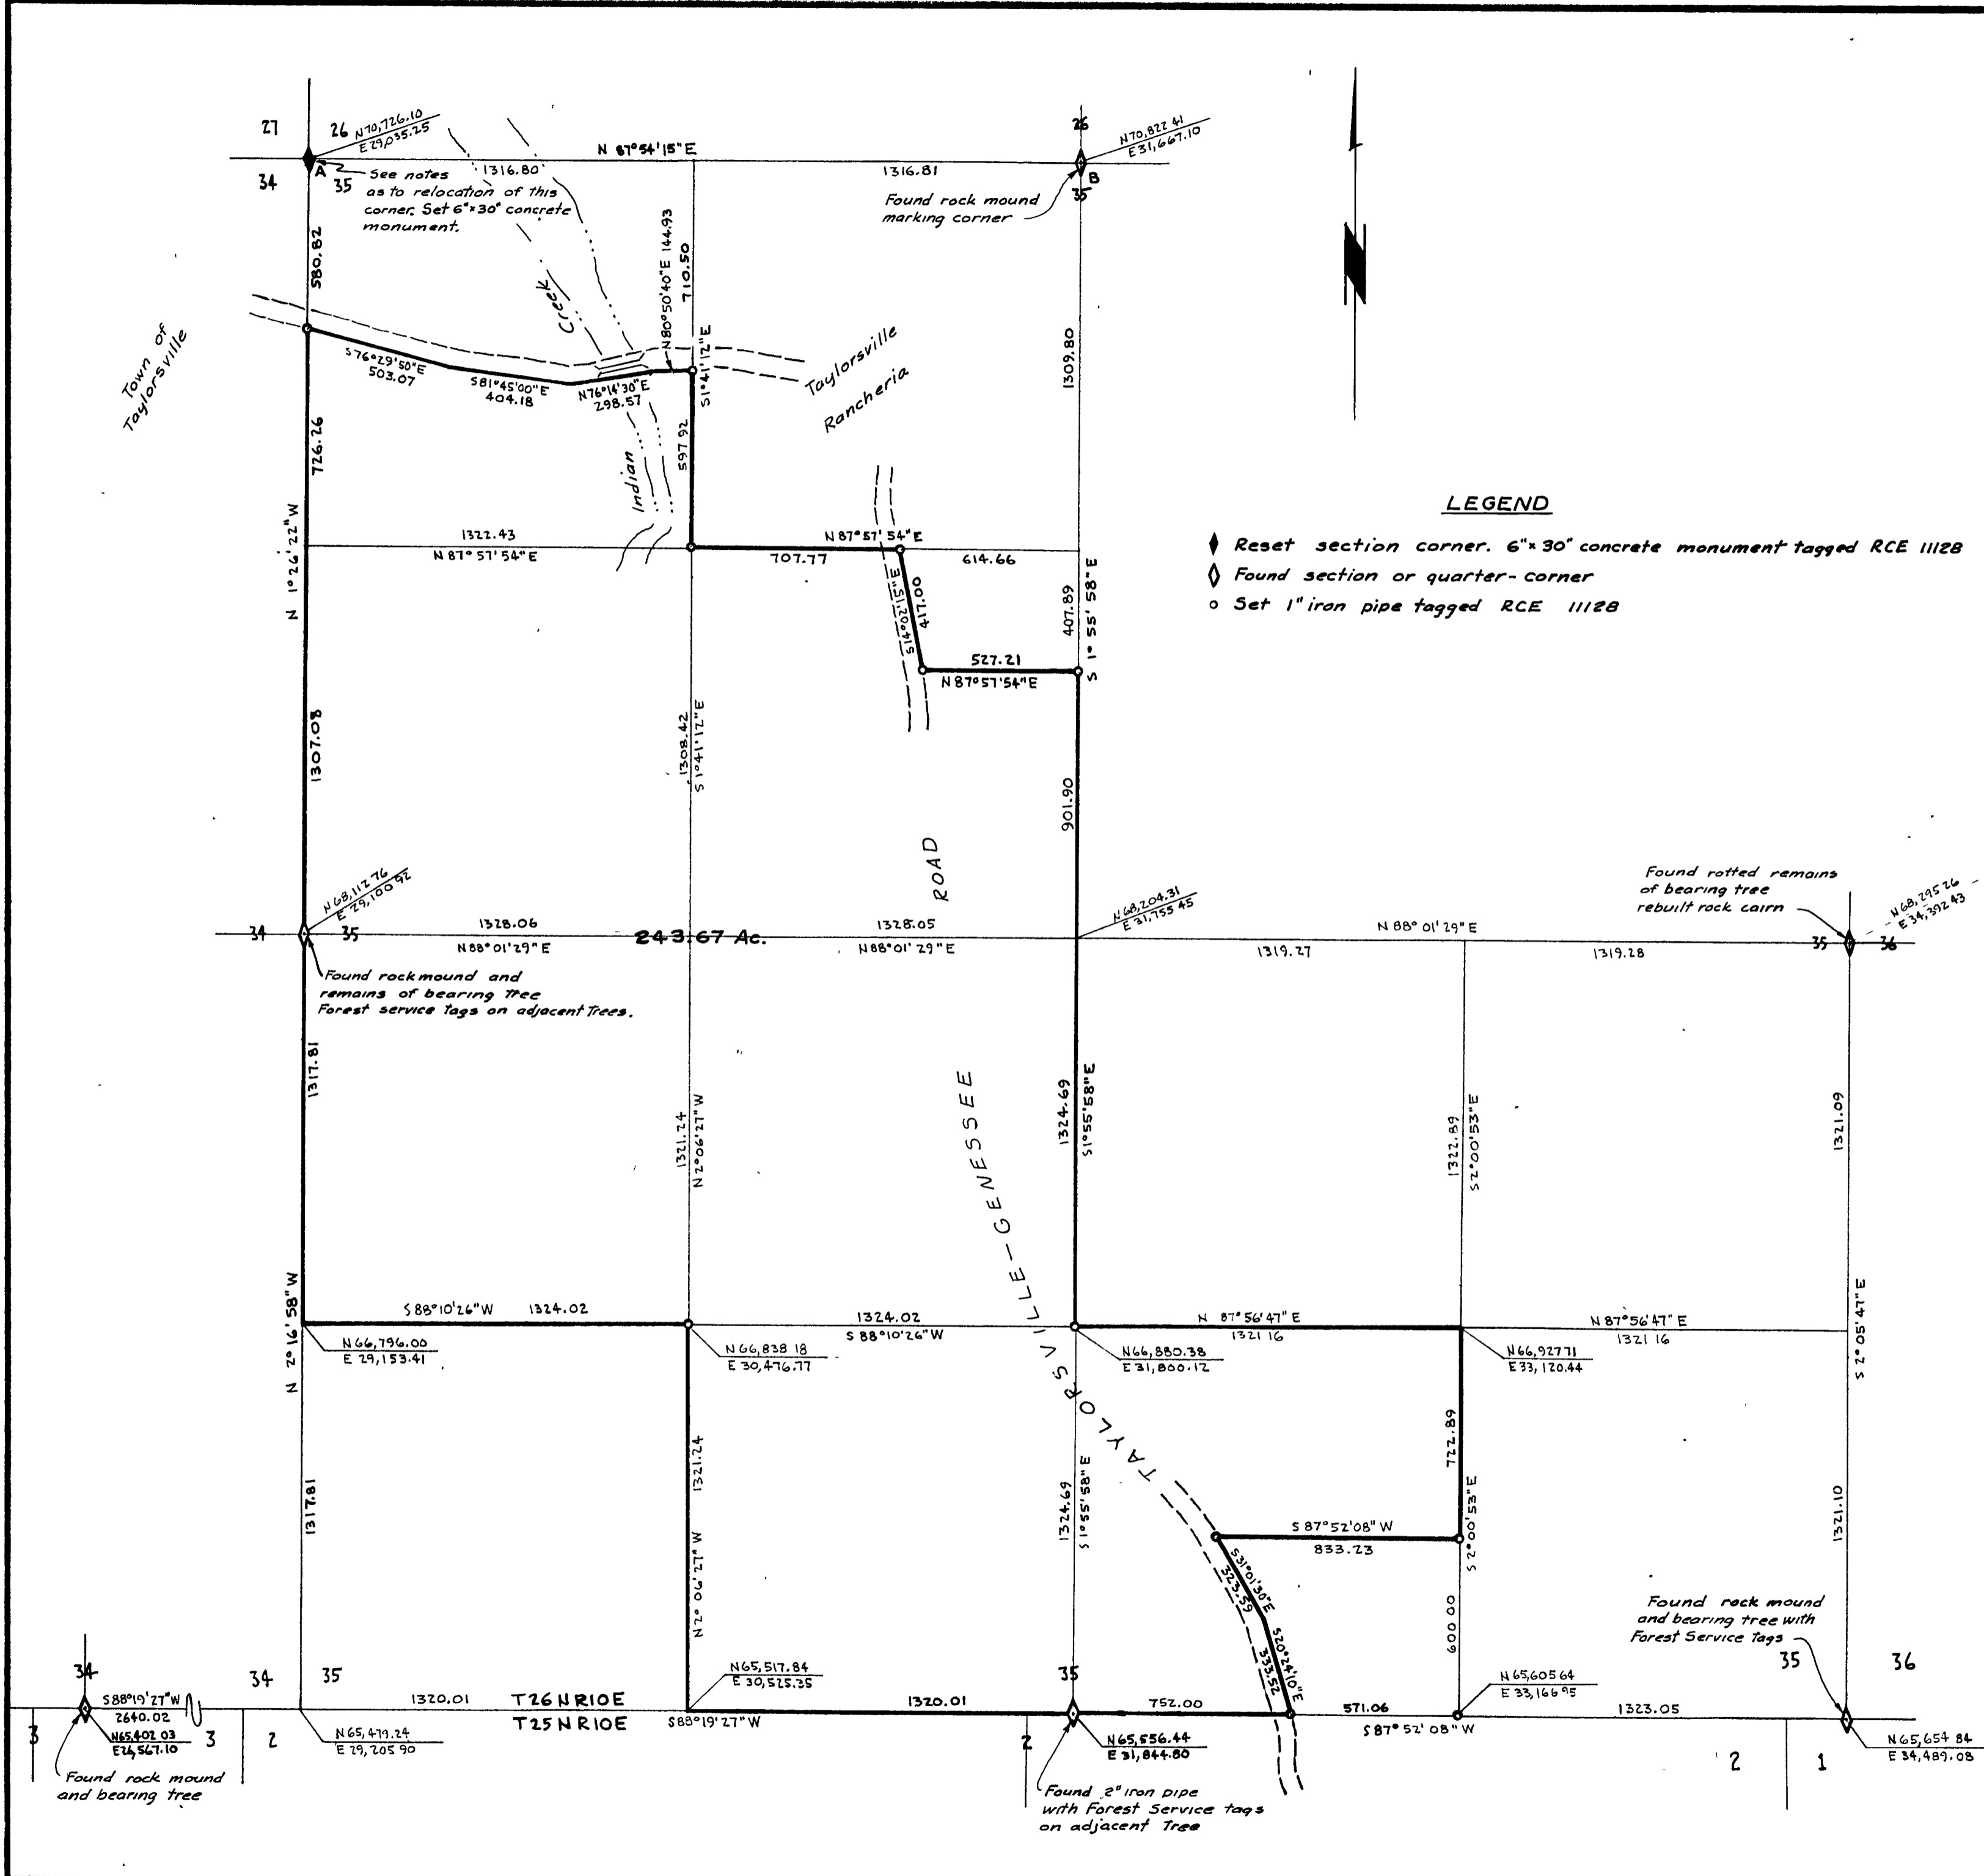 27
26
N70,726.10
E29,035.25
34
35
A
See notes
as to relocation of this
corner. Set 6"x30" concrete
monument.
N 87°54'15"E
1316.80
1316.81
26
N70,822.41
E31,667.10
B
35
Found rock mound
marking corner
580.82
Town of
Taylorsville
Creek
N80°50'40"E 144.93
710.50
S1°41'12"E
1309.80
S76°29'50"E
503.07
S81°45'00"E
404.18
N76°14'30"E
298.57
Taylorsville
Rancheria
726.26
Indian
597.92
N 1°26'22"W
1322.43
N87°57'54"E
N87°57'54"E
707.77
614.66
S14°02'15"E
417.00
407.89
S 1°55'58"E
527.21
N87°57'54"E
LEGEND
Reset section corner. 6"x30" concrete monument tagged RCE 11128
Found section or quarter-corner
Set 1" iron pipe tagged RCE 11128
1307.08
1308.42
S1°41'12"E
901.90
ROAD
N68,112.76
E29,100.92
34
35
1328.06
N88°01'29"E
243.67 Ac.
1328.05
N88°01'29"E
N68,204.31
E31,755.45
N88°01'29"E
1319.27
1319.28
Found rotted remains
of bearing tree
rebuilt rock cairn
N68,295.26
E34,392.43
35
36
Found rock mound and
remains of bearing tree
Forest service Tags on adjacent Trees.
1317.81
1321.24
N2°06'27"W
1324.69
S1°55'58"E
1322.89
S2°00'53"E
1321.09
TAYLORSVILLE-GENESSEE
N 2°16'58"W
S88°10'26"W 1324.02
1324.02
S88°10'26"W
N 87°56'47"E
1321.16
N87°56'47"E
1321.16
S 2°05'47"E
N66,796.00
E29,153.41
N66,838.18
E30,476.77
N66,880.38
E31,800.12
N66,927.71
E33,120.44
1317.81
1321.24
N2°06'27"W
1324.69
S1°55'58"E
722.89
S2°00'53"E
1321.10
S 87°52'08"W
833.23
S31°01'30"E
323.59
S20°24'10"E
333.52
600.00
Found rock mound
and bearing tree with
Forest Service Tags
35
36
34
S88°19'27"W
2640.02
N65,402.03
E26,567.10
3
3
34
35
2
1320.01
T26N R10E
T25N R10E
N65,479.24
E29,205.90
N65,517.84
E30,525.35
S88°19'27"W
1320.01
35
2
752.00
N65,556.44
E31,844.80
571.06
S87°52'08"W
N65,605.64
E33,166.95
1323.05
N65,654.84
E34,489.08
2
1
Found rock mound
and bearing tree
Found 2" iron pipe
with Forest Service tags
on adjacent Tree